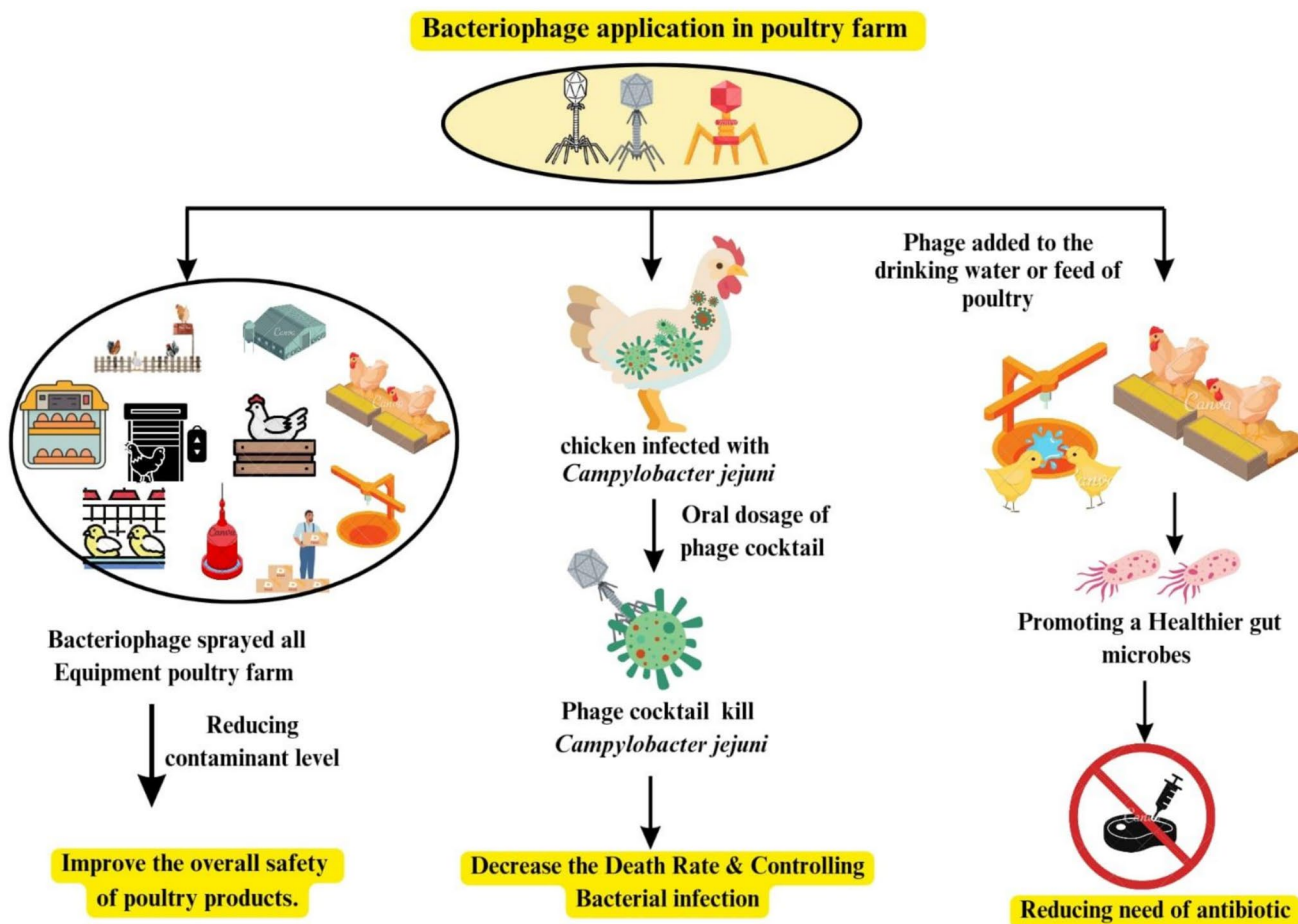 Bacteriophage application in poultry farm
Canva
Bacteriophage sprayed all
Equipment poultry farm
Reducing
contaminant level
Improve the overall safety
of poultry products.
chicken infected with
Campylobacter jejuni
Oral dosage of
phage cocktail
Phage cocktail kill
Campylobacter jejuni
Decrease the Death Rate & Controlling
Bacterial infection
Phage added to the
drinking water or feed of
poultry
Canva
Promoting a Healthier gut
microbes
Reducing need of antibiotic